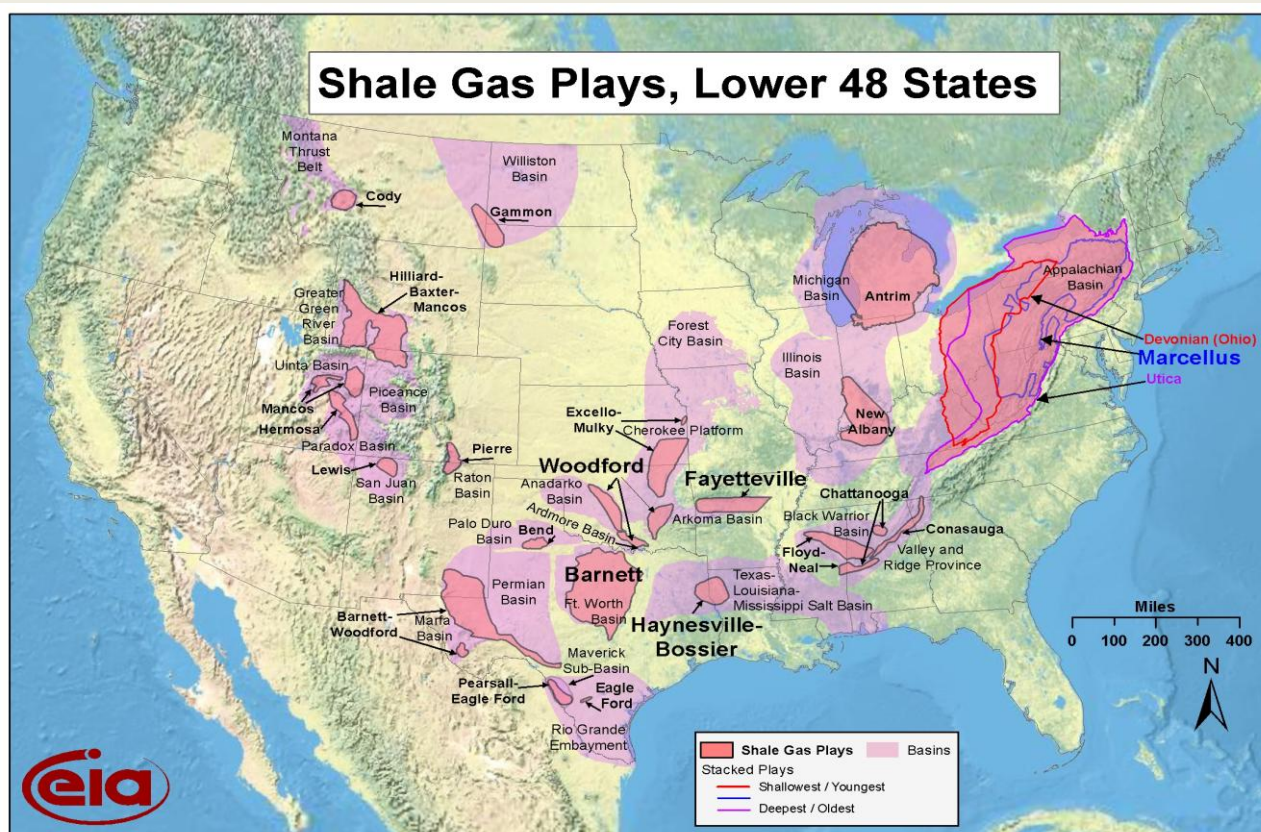 Shale Gas Plays, Lower 48 States
Montana
Thrust
Belt
Cody
Williston
Basin
Gammon
Hilliard-
Baxter-
Mancos
Greater
Green
River
Basin
Uinta Basin
Mancos
Piceance
Basin
Hermosa
Paradox Basin
Lewis
San Juan
Basin
Pierre
Raton
Basin
Michigan
Basin
Antrim
Forest
City Basin
Illinois
Basin
New
Albany
Excello-
Mulky
Cherokee Platform
Appalachian
Basin
Devonian (Ohio)
Marcellus
Utica
Woodford
Anadarko
Basin
Ardmore Basin
Fayetteville
Arkoma Basin
Chattanooga
Black Warrior
Basin
Conasauga
Floyd-
Neal
Valley and
Ridge Province
Palo Duro
Basin
Bend
Barnett
Ft. Worth
Basin
Permian
Basin
Barnett-
Woodford
Marfa
Basin
Texas-
Louisiana-
Mississippi Salt Basin
Haynesville-
Bossier
Maverick
Sub-Basin
Pearsall-
Eagle Ford
Eagle
Ford
Rio Grande
Embayment
Miles
0 100 200 300 400
N
Shale Gas Plays
Basins
Stacked Plays
Shallowest / Youngest
Deepest / Oldest
eia